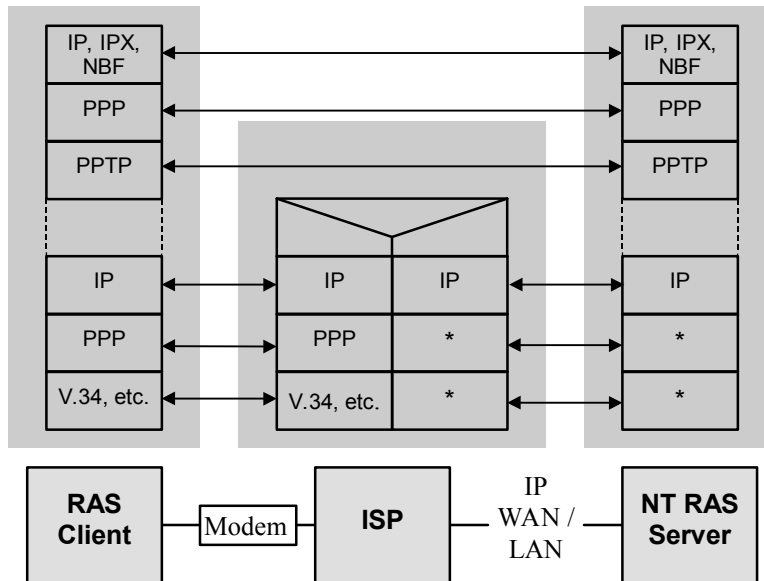 IP, IPX,
NBF
IP, IPX,
NBF
PPP
PPP
PPTP
PPTP
IP
IP
IP
IP
PPP
PPP
*
*
V.34, etc.
V.34, etc.
*
*
RAS
Client
Modem
ISP
IP
WAN /
LAN
NT RAS
Server